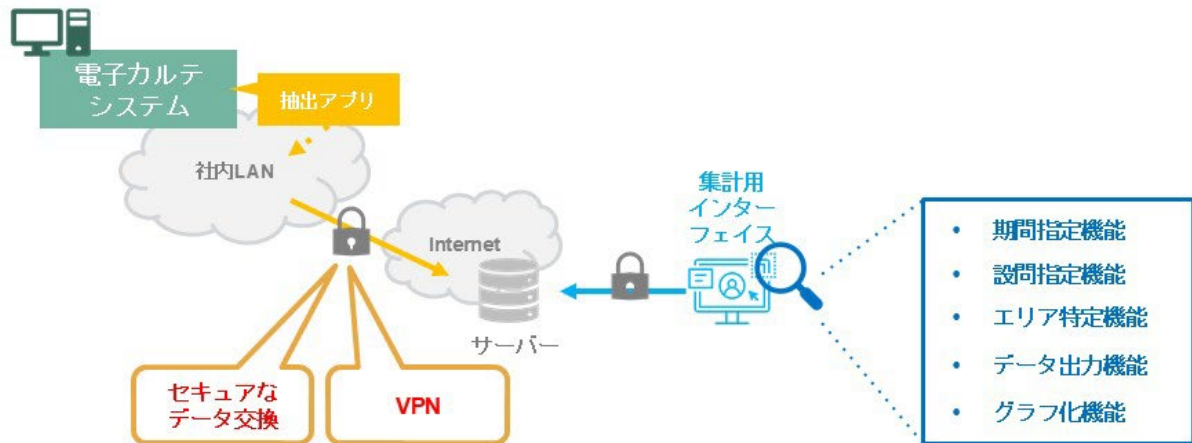 電子カルテ
システム
抽出アプリ
社内LAN
Internet
サーバー
セキュアな
データ交換
VPN
集計用
インター
フェイス
• 期間指定機能
• 設問指定機能
• エリア特定機能
• データ出力機能
• グラフ化機能